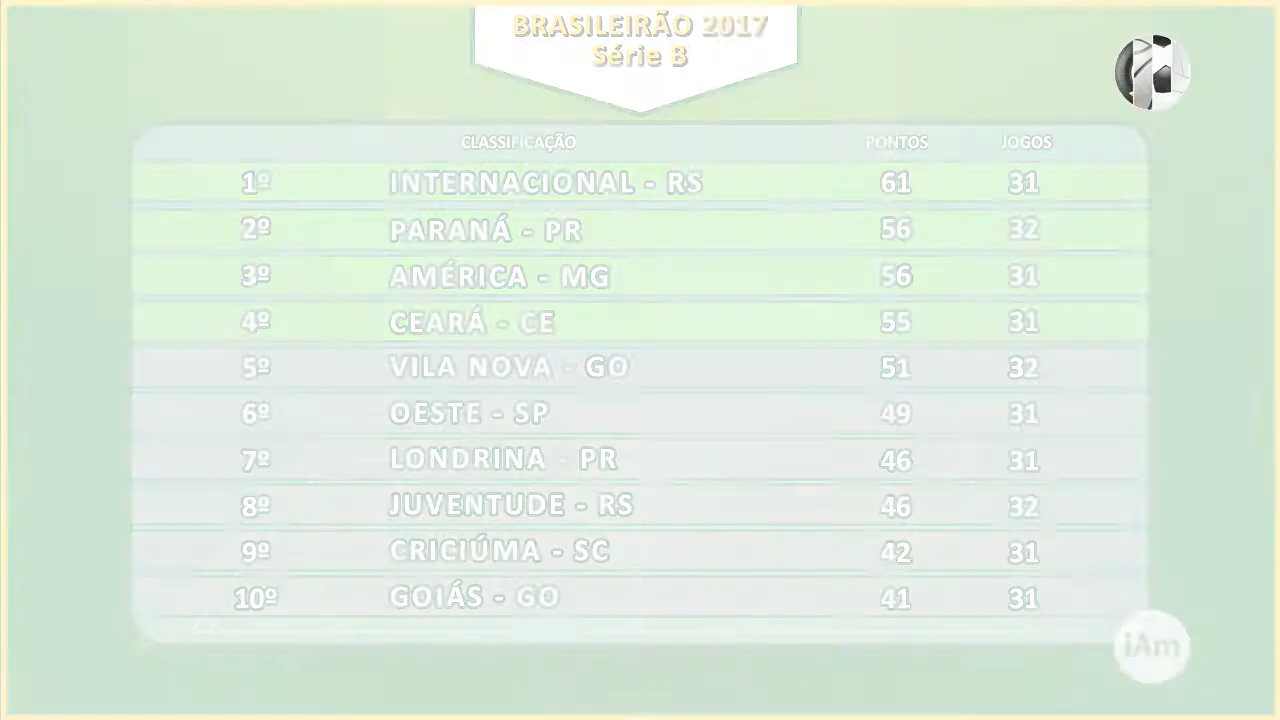 BRASILEIRÃO 2017
Série B
CLASSIFICAÇÃO PONTOS JOGOS
1º INTERNACIONAL - RS 61 31
2º PARANÁ - PR 56 32
3º AMÉRICA - MG 56 31
4º CEARÁ - CE 55 31
5º VILA NOVA - GO 51 32
6º OESTE - SP 49 31
7º LONDRINA - PR 46 31
8º JUVENTUDE - RS 46 32
9º CRICIÚMA - SC 42 31
10º GOIÁS - GO 41 31
iAm